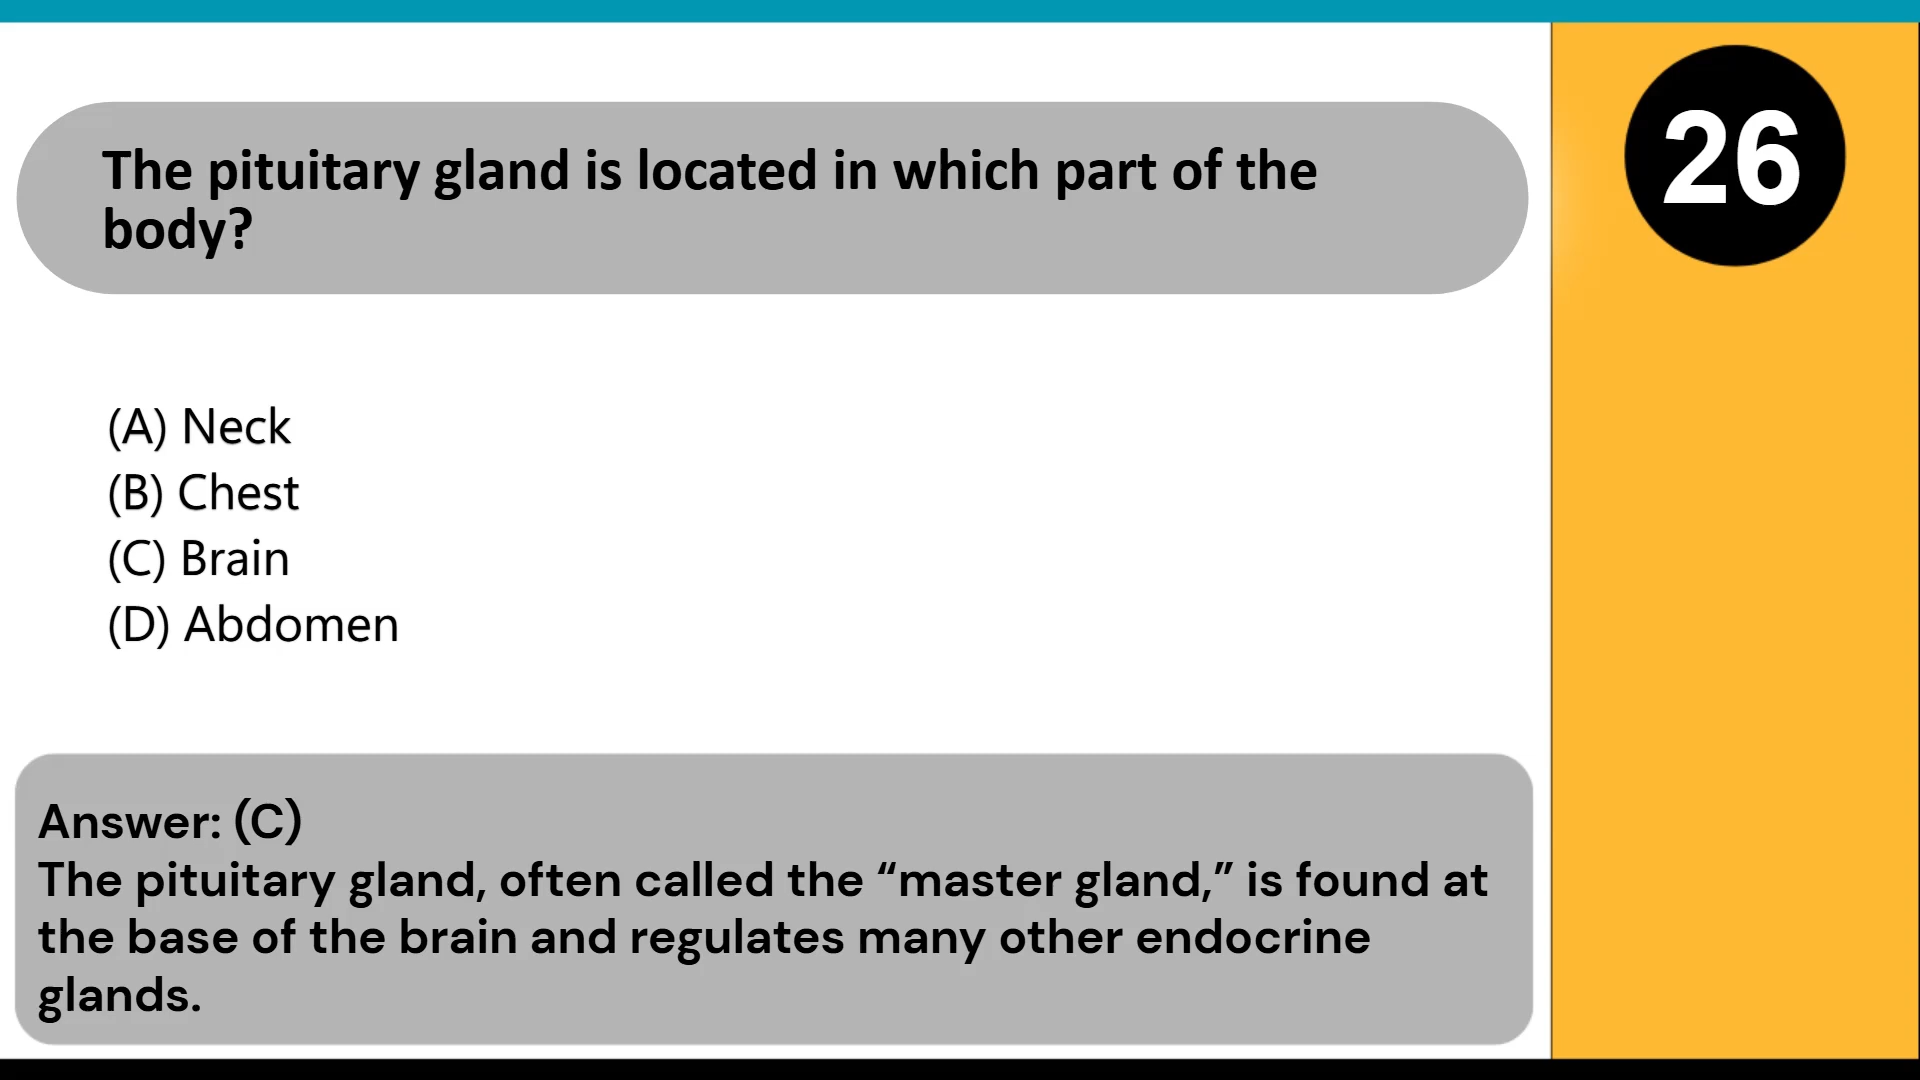 The pituitary gland is located in which part of the
body?
26
(A) Neck
(B) Chest
(C) Brain
(D) Abdomen
Answer: (C)
The pituitary gland, often called the “master gland,” is found at
the base of the brain and regulates many other endocrine
glands.